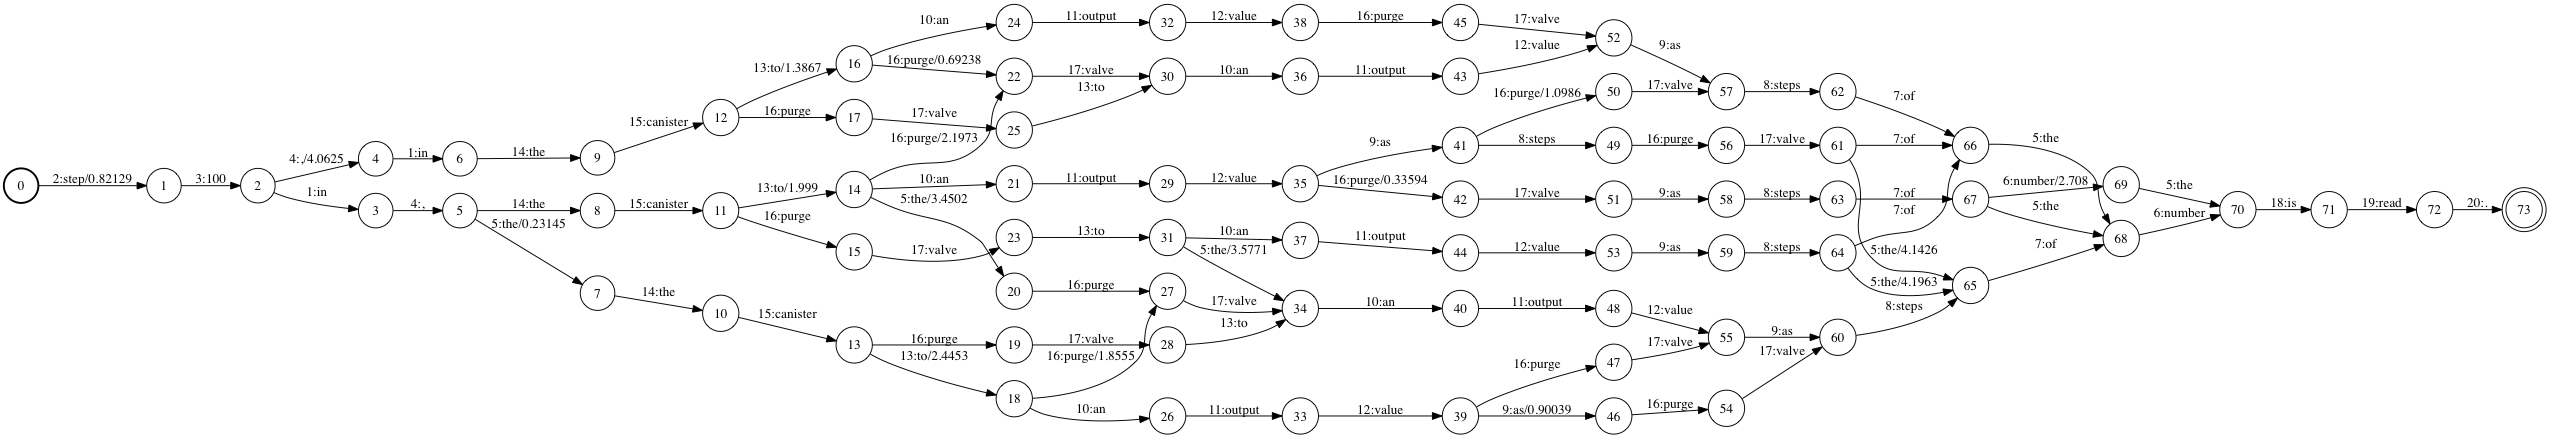 24 11:output 32 12:value 38 16:purge 45 17:valve 52
10:an 12:value 9:as
16 16:purge/0.69238 22 17:valve 30 10:an 36 11:output 43
13:to/1.3867 13:to 16:purge/1.0986 50 17:valve 57 8:steps 62 7:of
12 16:purge 17 17:valve 25
15:canister 16:purge/2.1973 9:as 41 8:steps 49 16:purge 56 17:valve 61 7:of 66 5:the
4:,/4.0625 4 1:in 6 14:the 9
0 2:step/0.82129 1 3:100 2 14 10:an 21 11:output 29 12:value 35 16:purge/0.33594 42 17:valve 51 9:as 58 8:steps 63 7:of 67 6:number/2.708 69 5:the
1:in 3 4:, 5 14:the 8 15:canister 11 13:to/1.999 5:the/3.4502 7:of 5:the 6:number 70 18:is 71 19:read 72 20:. 73
5:the/0.23145 16:purge 15 17:valve 23 13:to 31 10:an 37 11:output 44 12:value 53 9:as 59 8:steps 64 5:the/4.1426 7:of 68
5:the/3.5771 5:the/4.1963 65
7 14:the 20 16:purge 27 17:valve 34 10:an 40 11:output 48 12:value 8:steps
10 15:canister 13:to 55 9:as 60
13 16:purge 19 17:valve 28 17:valve 17:valve
13:to/2.4453 16:purge/1.8555 16:purge 47
18 10:an 26 11:output 33 12:value 39 9:as/0.90039 46 16:purge 54